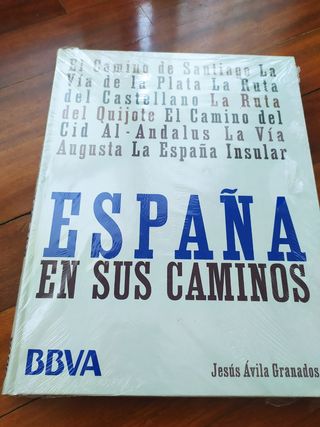 El Camino de Santiago La
Vía de la Plata La Ruta
del Castellano La Ruta
del Quijote El Camino del
Cid Al-Andalus La Vía
Augusta La España Insular
ESPAÑA
EN SUS CAMINOS
BBVA
Jesús Ávila Granados